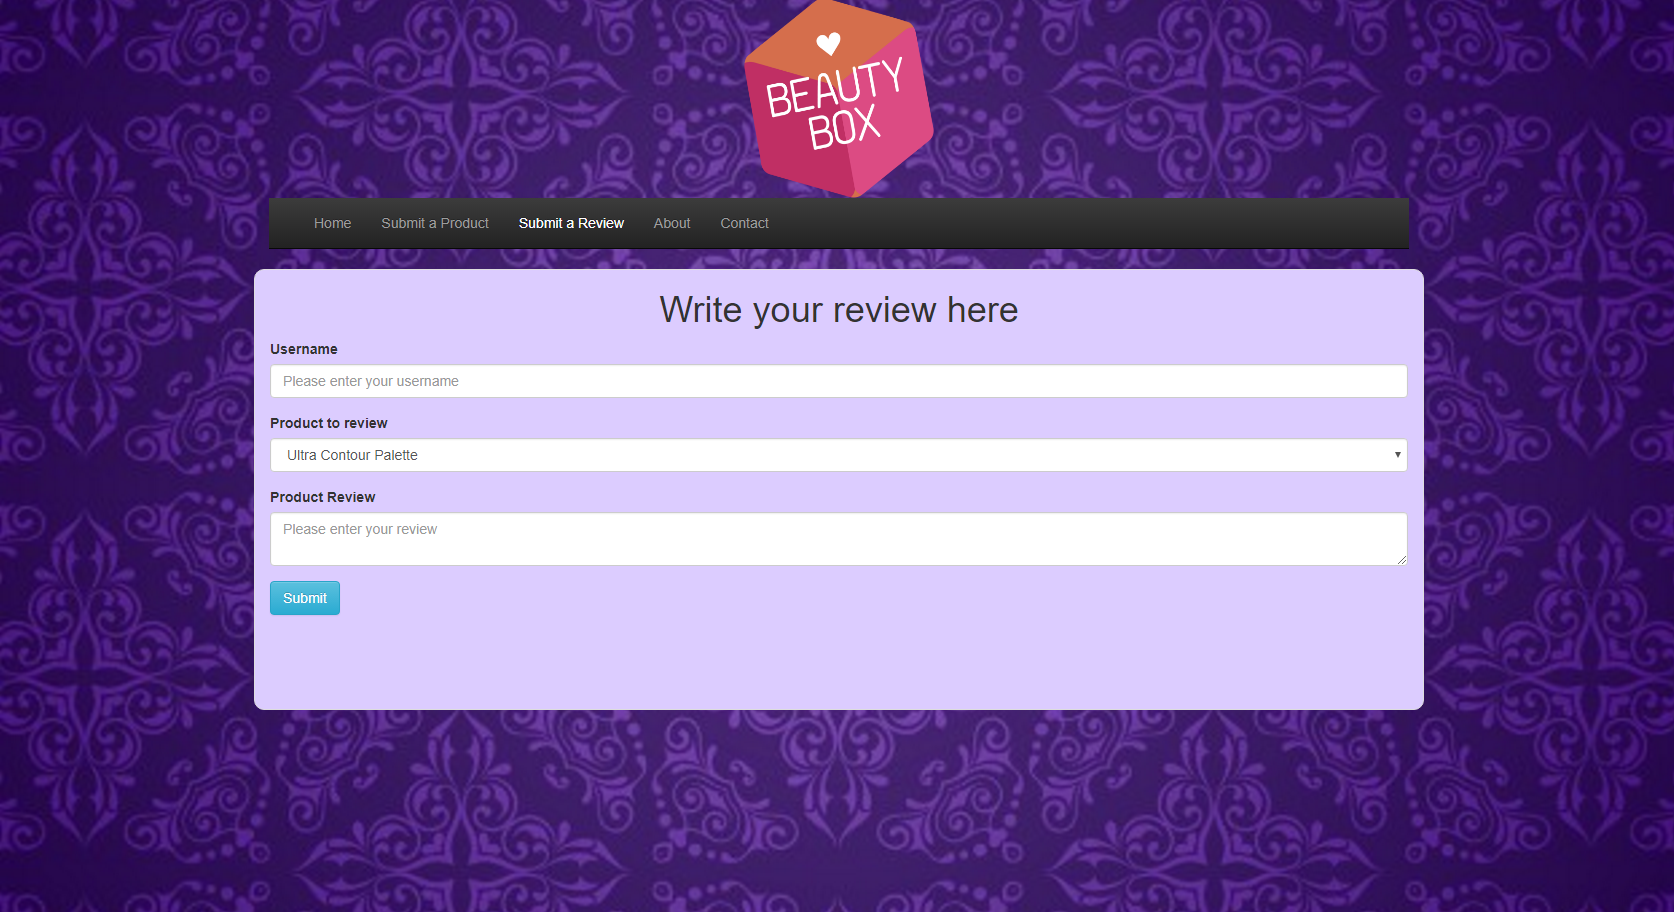 BEAUTY
BOX
Home Submit a Product Submit a Review About Contact
Write your review here
Username
Please enter your username
Product to review
Ultra Contour Palette
Product Review
Please enter your review
Submit